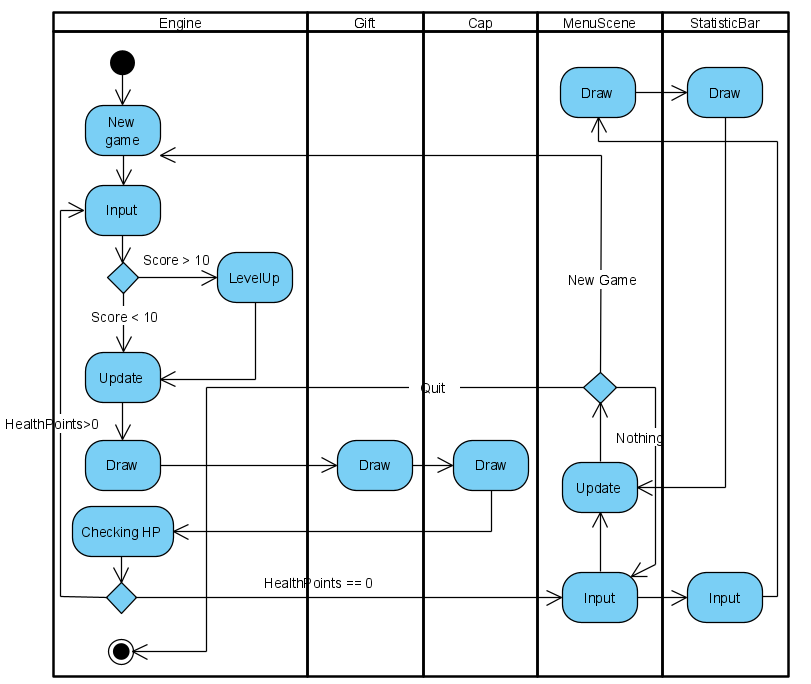 Engine
Gift
Cap
MenuScene
StatisticBar
Draw
Draw
New
game
Input
Score > 10
LevelUp
New Game
Score < 10
Update
Quit
HealthPoints>0
Nothing
Draw
Draw
Draw
Update
Checking HP
HealthPoints == 0
Input
Input